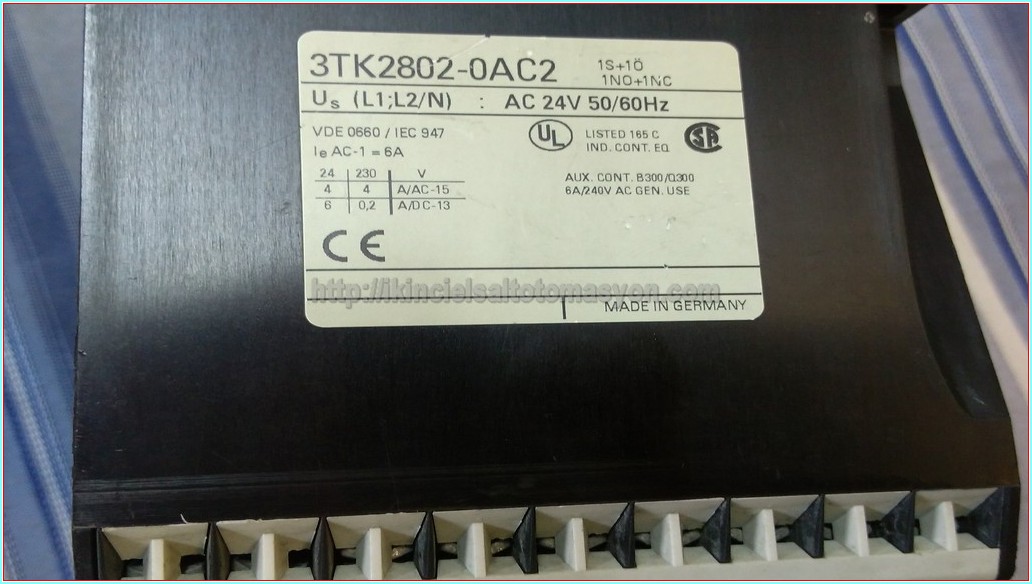 3TK2802-0AC2 1S+1Ö
1NO+1NC
Us (L1;L2/N) : AC 24V 50/60Hz
VDE 0660 / IEC 947
Ie AC-1 = 6A
UL LISTED 165 C
IND. CONT. EQ.
SA
24 230 V
4 4 A/AC-15
6 0,2 A/DC-13
AUX. CONT. B300/Q300
6A/240V AC GEN. USE
CE
http://ikincielsaltotomasyon.com
MADE IN GERMANY